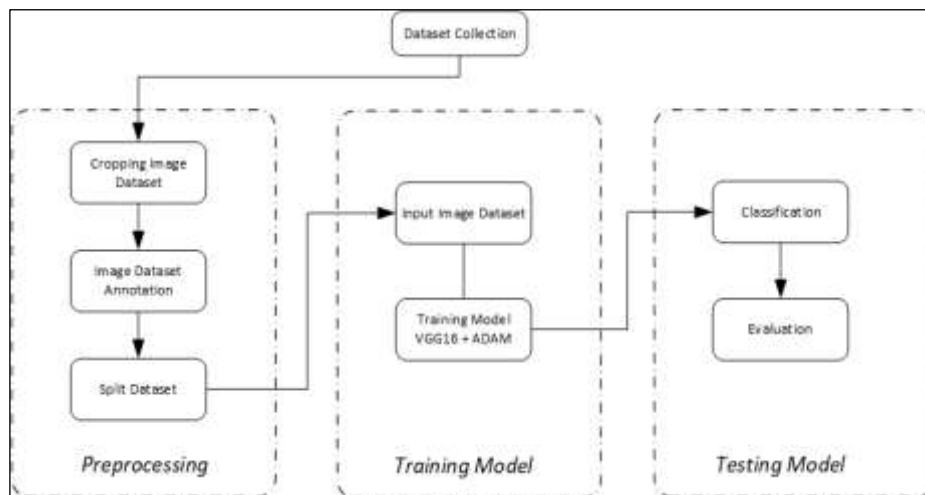 Dataset Collection
Cropping Image
Dataset
Image Dataset
Annotation
Split Dataset
Preprocessing
Input Image Dataset
Training Model
VGG16 + ADAM
Training Model
Classification
Evaluation
Testing Model